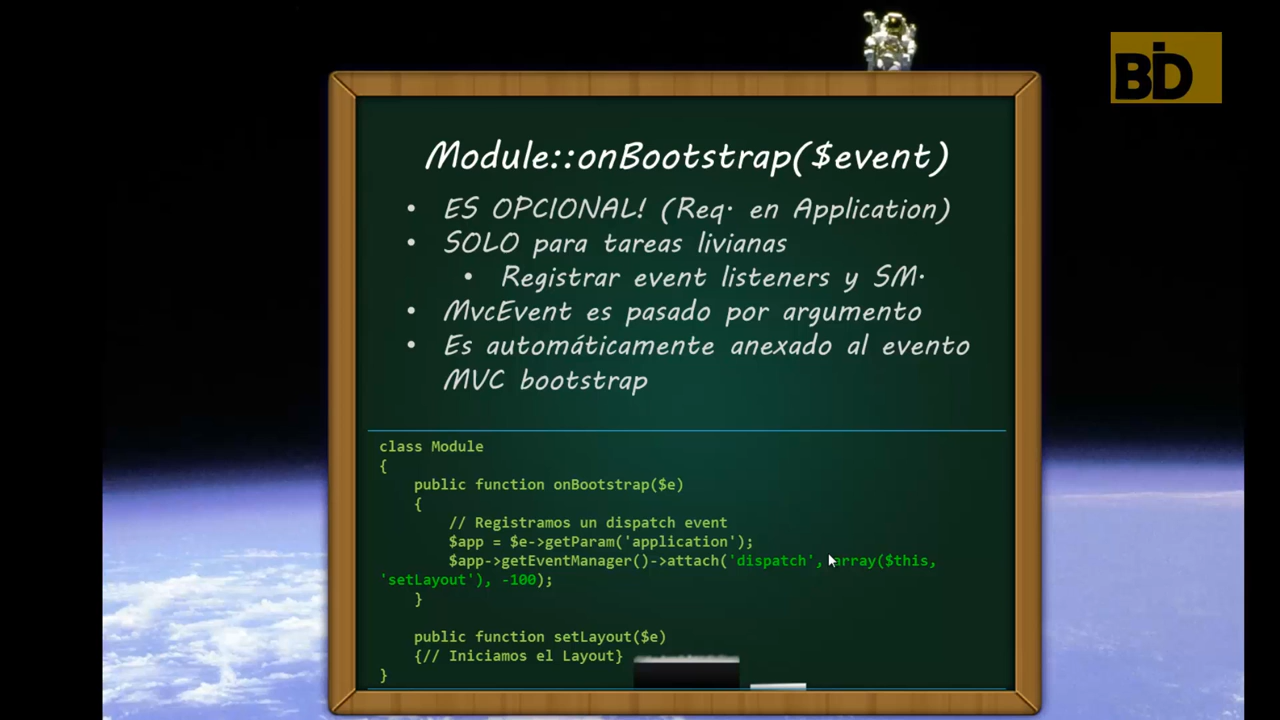 BID
Module::onBootstrap($event)
• ES OPCIONAL! (Req. en Application)
• SOLO para tareas livianas
• Registrar event listeners y SM.
• MvcEvent es pasado por argumento
• Es automáticamente anexado al evento
MVC bootstrap
class Module
{
public function onBootstrap($e)
{
// Registramos un dispatch event
$app = $e->getParam('application');
$app->getEventManager()->attach('dispatch', array($this,
'setLayout'), -100);
}
public function setLayout($e)
{// Iniciamos el Layout}
}